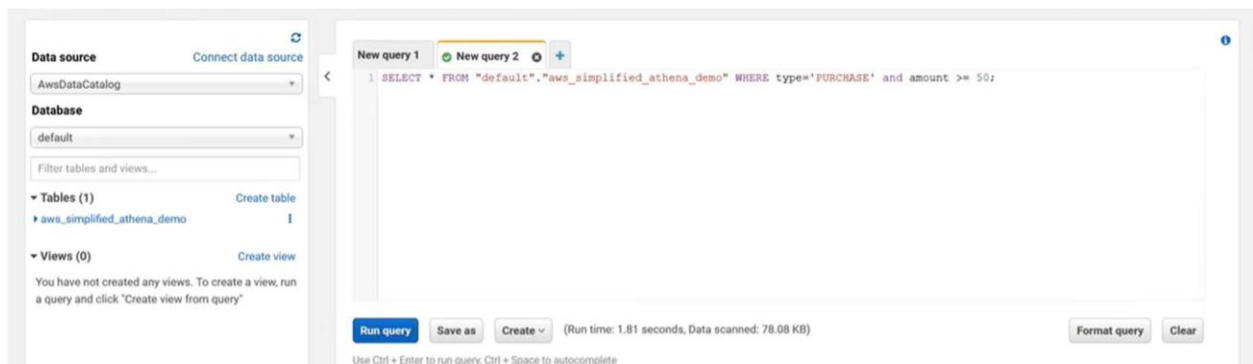 Data source
Connect data source
AwsDataCatalog
Database
default
Filter tables and views...
Tables (1)
Create table
aws_simplified_athena_demo
Views (0)
Create view
You have not created any views. To create a view, run
a query and click "Create view from query"
New query 1
New query 2
1 SELECT * FROM "default"."aws_simplified_athena_demo" WHERE type='PURCHASE' and amount >= 50;
Run query
Save as
Create
(Run time: 1.81 seconds, Data scanned: 78.08 KB)
Format query
Clear
Use Ctrl + Enter to run query, Ctrl + Space to autocomplete